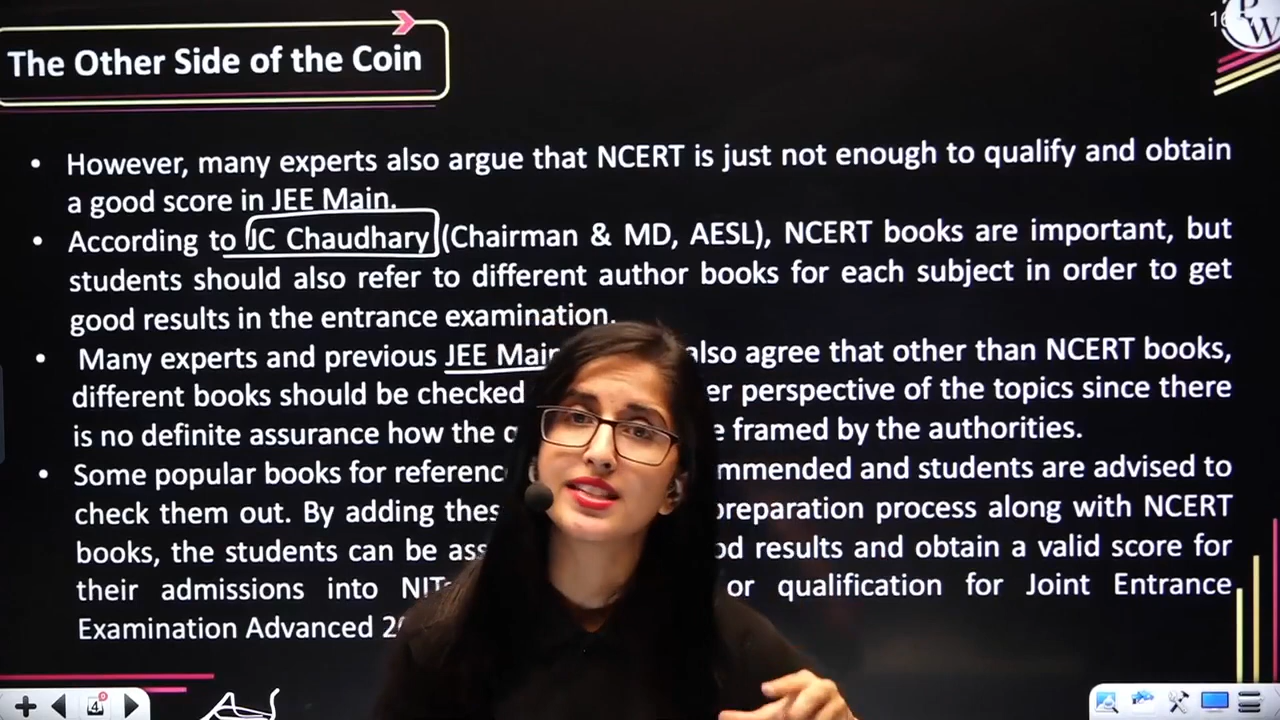 The Other Side of the Coin
16
PW
• However, many experts also argue that NCERT is just not enough to qualify and obtain
a good score in JEE Main.
• According to JC Chaudhary (Chairman & MD, AESL), NCERT books are important, but
students should also refer to different author books for each subject in order to get
good results in the entrance examination.
• Many experts and previous JEE Main also agree that other than NCERT books,
different books should be checked er perspective of the topics since there
is no definite assurance how the q e framed by the authorities.
• Some popular books for referenc mmended and students are advised to
check them out. By adding thes preparation process along with NCERT
books, the students can be ass od results and obtain a valid score for
their admissions into NIT or qualification for Joint Entrance
Examination Advanced 20
4